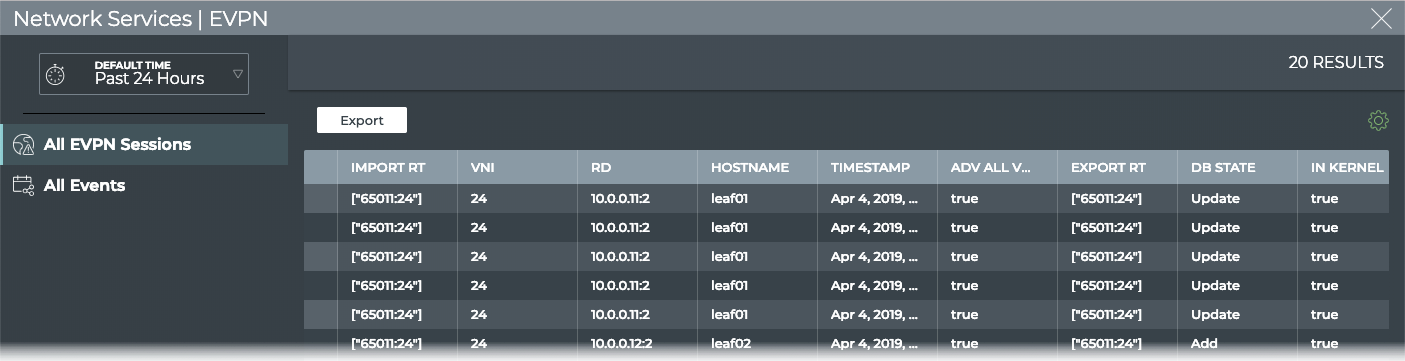 Network Services | EVPN
DEFAULT TIME
Past 24 Hours
20 RESULTS
All EVPN Sessions
All Events
Export
IMPORT RT VNI RD HOSTNAME TIMESTAMP ADV ALL V... EXPORT RT DB STATE IN KERNEL
["65011:24"] 24 10.0.0.11:2 leaf01 Apr 4, 2019, ... true ["65011:24"] Update true
["65011:24"] 24 10.0.0.11:2 leaf01 Apr 4, 2019, ... true ["65011:24"] Update true
["65011:24"] 24 10.0.0.11:2 leaf01 Apr 4, 2019, ... true ["65011:24"] Update true
["65011:24"] 24 10.0.0.11:2 leaf01 Apr 4, 2019, ... true ["65011:24"] Update true
["65011:24"] 24 10.0.0.11:2 leaf01 Apr 4, 2019, ... true ["65011:24"] Update true
["65011:24"] 24 10.0.0.12:2 leaf02 Apr 4, 2019, ... true ["65011:24"] Add true